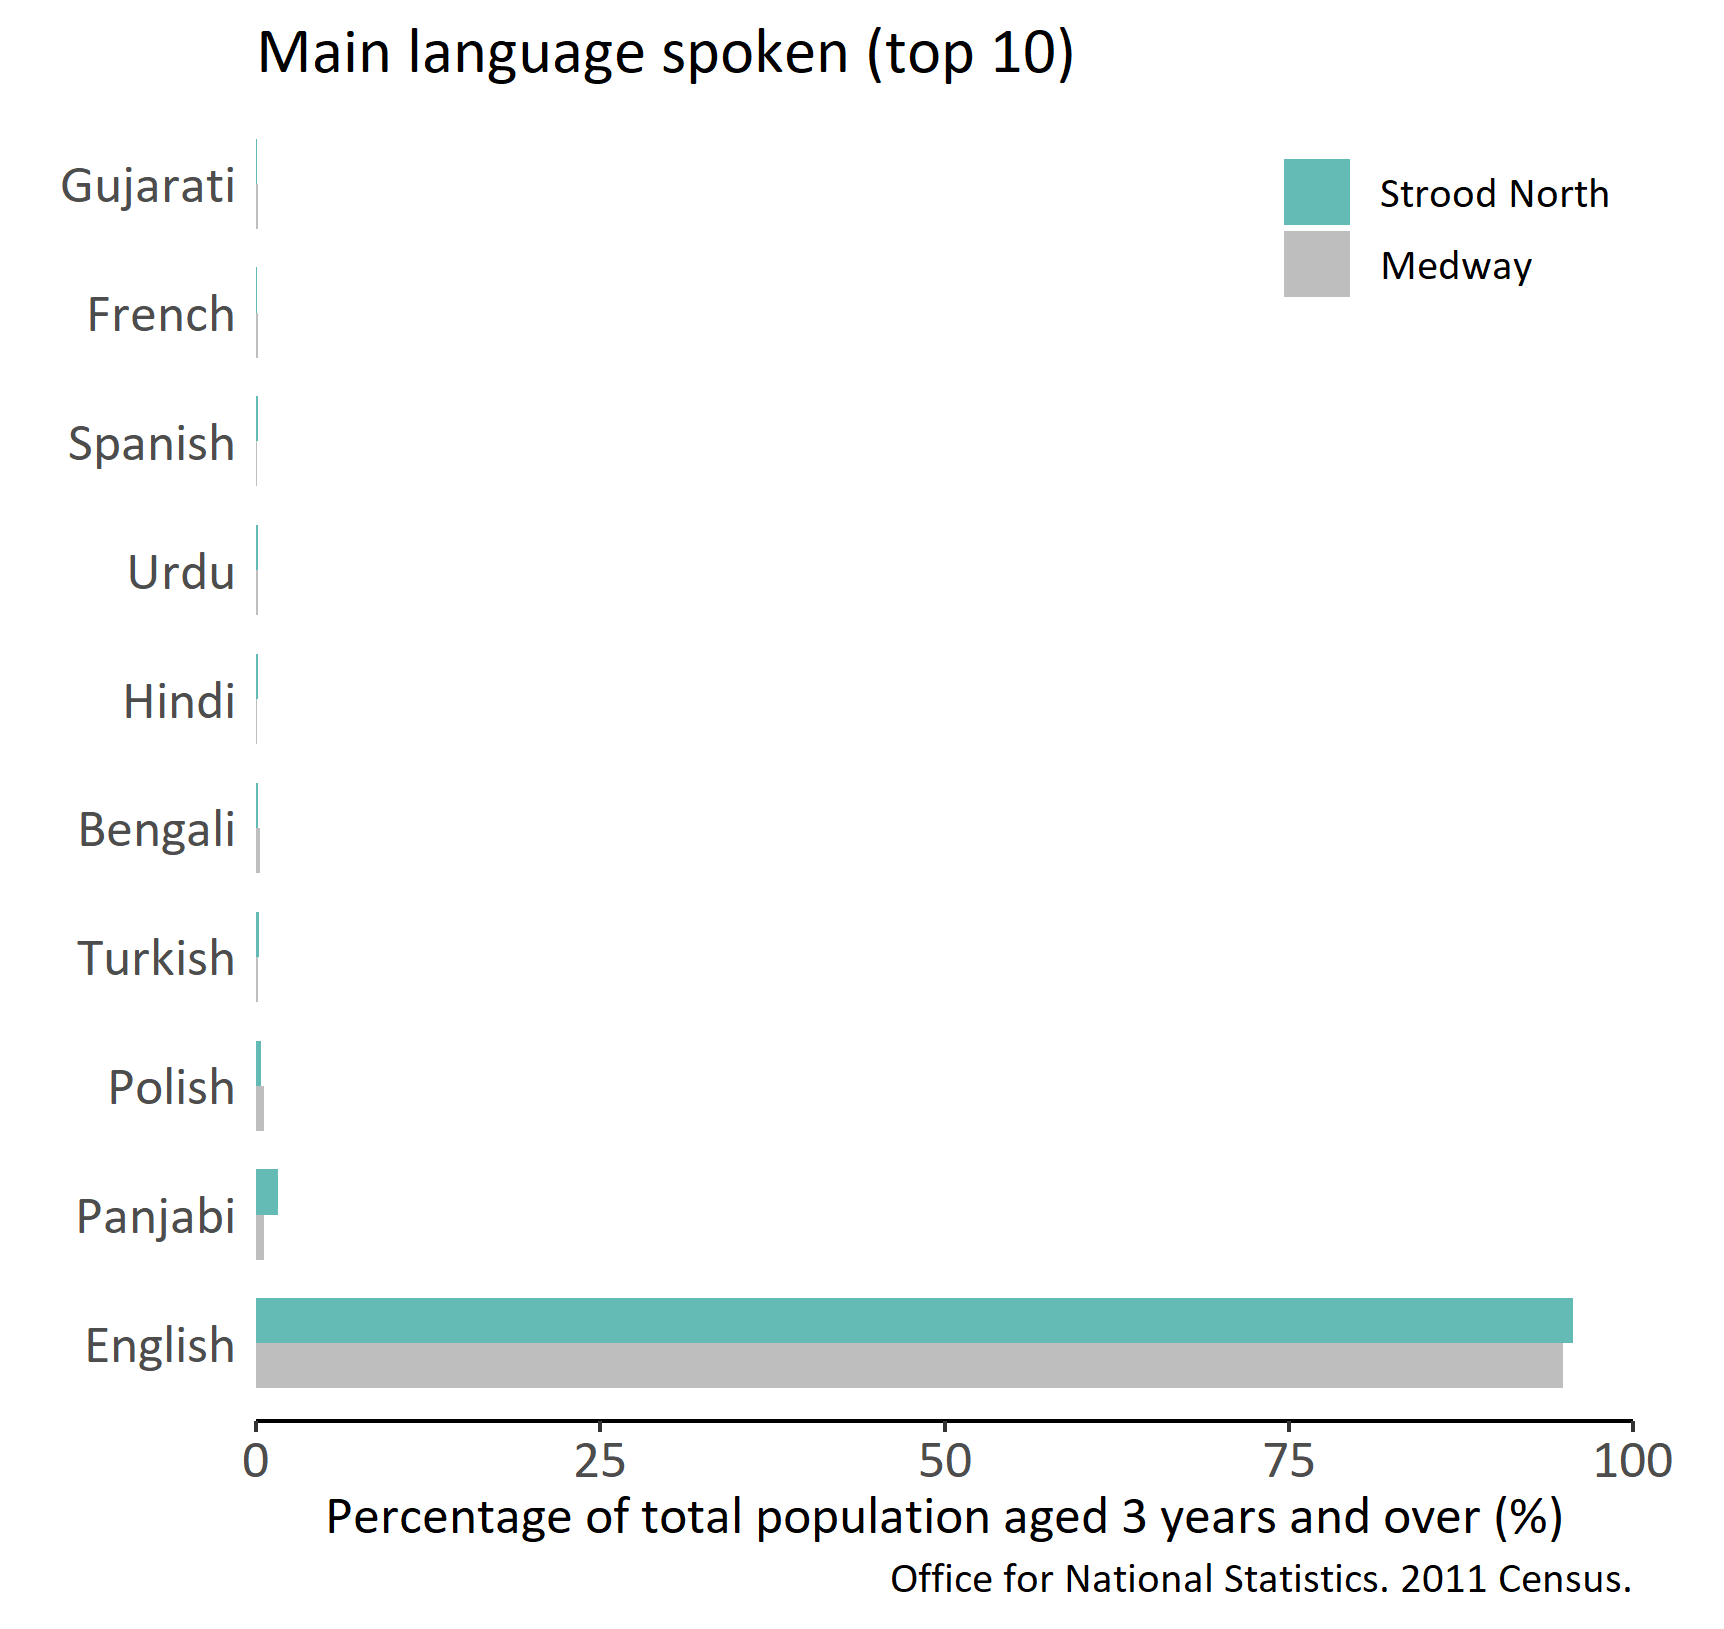 Main language spoken (top 10)
Strood North
Medway
Gujarati
French
Spanish
Urdu
Hindi
Bengali
Turkish
Polish
Panjabi
English
0 25 50 75 100
Percentage of total population aged 3 years and over (%)
Office for National Statistics. 2011 Census.